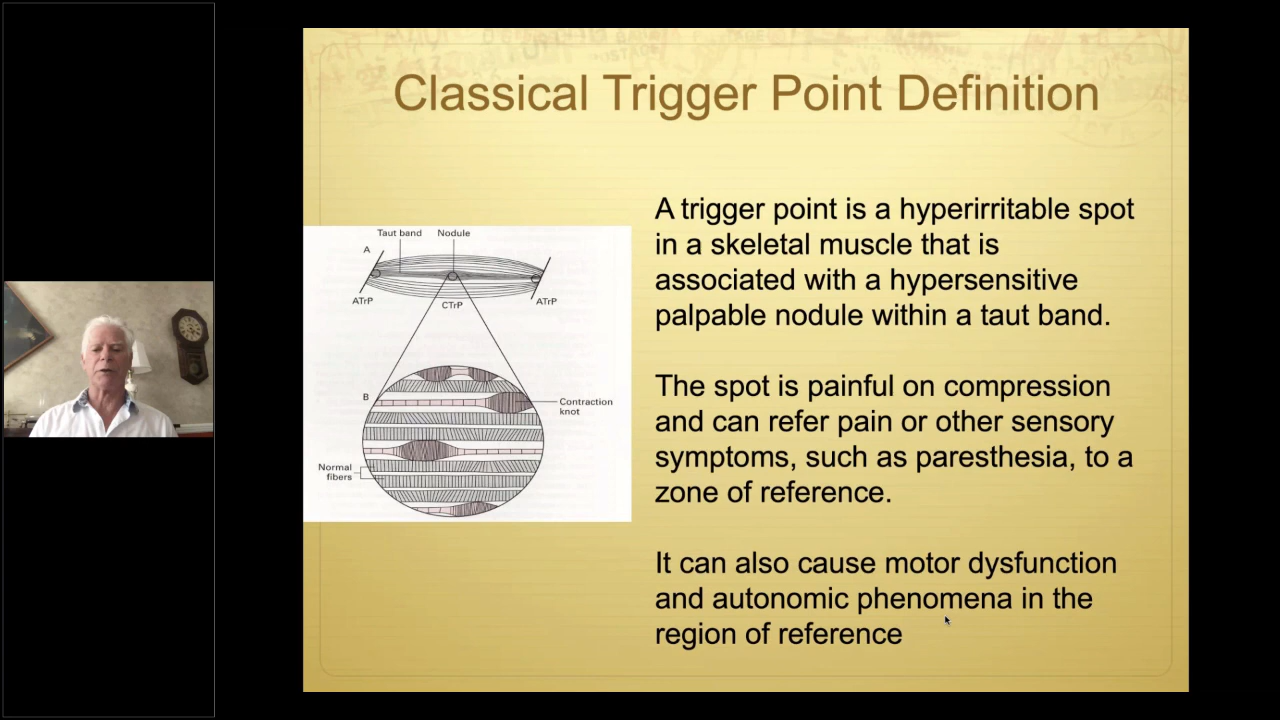 Classical Trigger Point Definition
Taut band Nodule
A
ATrP
CTrP
ATrP
B
Contraction
knot
Normal
fibers
A trigger point is a hyperirritable spot
in a skeletal muscle that is
associated with a hypersensitive
palpable nodule within a taut band.
The spot is painful on compression
and can refer pain or other sensory
symptoms, such as paresthesia, to a
zone of reference.
It can also cause motor dysfunction
and autonomic phenomena in the
region of reference